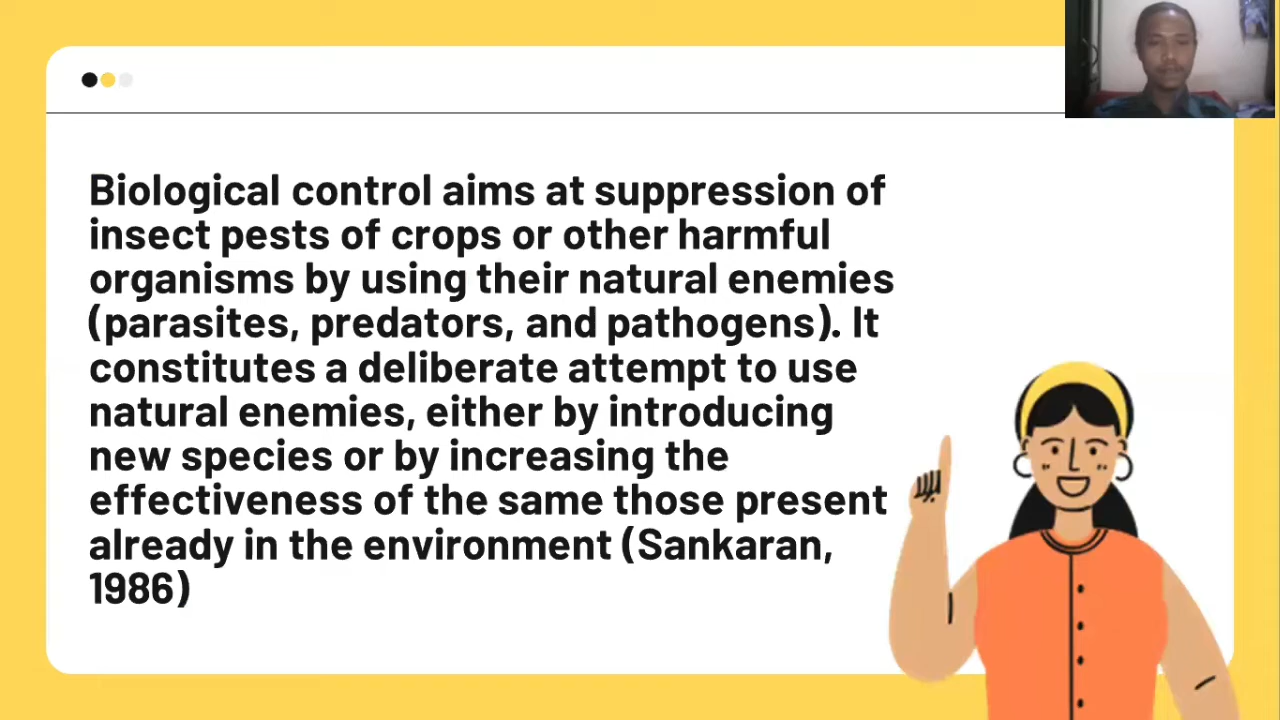 Biological control aims at suppression of
insect pests of crops or other harmful
organisms by using their natural enemies
(parasites, predators, and pathogens). It
constitutes a deliberate attempt to use
natural enemies, either by introducing
new species or by increasing the
effectiveness of the same those present
already in the environment (Sankaran,
1986)